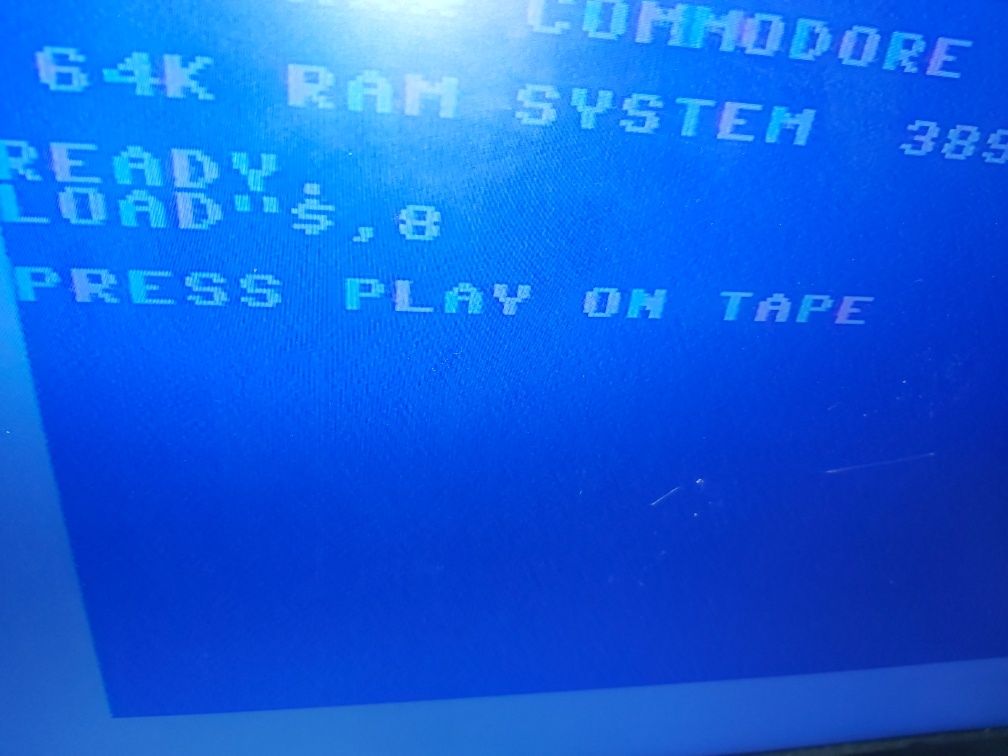 COMMODORE
64K RAM SYSTEM 389
READY.
LOAD"$,8
PRESS PLAY ON TAPE